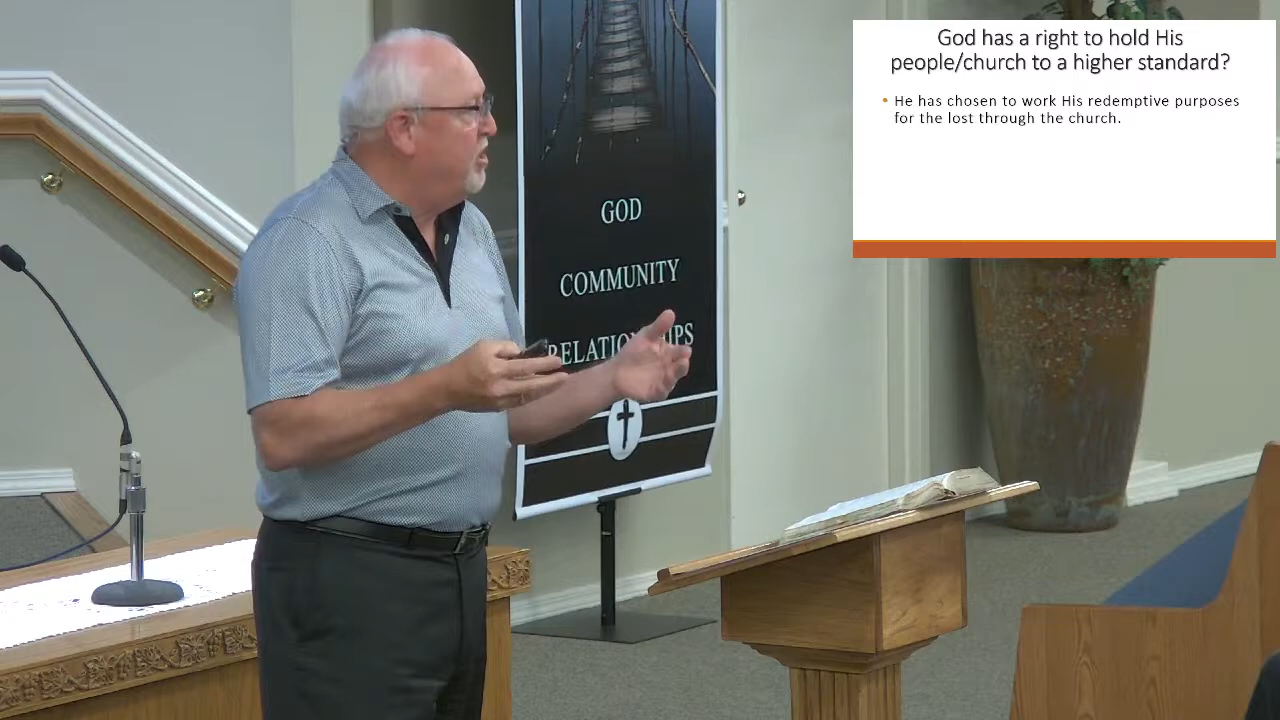 God has a right to hold His
people/church to a higher standard?
• He has chosen to work His redemptive purposes
for the lost through the church.
GOD
COMMUNITY